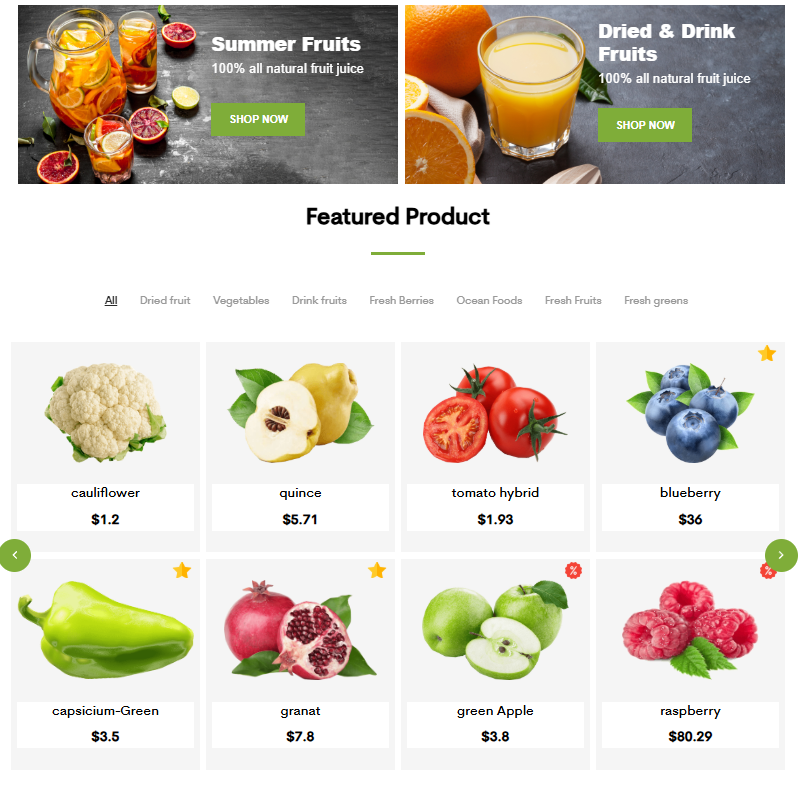 Summer Fruits
100% all natural fruit juice
SHOP NOW
Dried & Drink
Fruits
100% all natural fruit juice
SHOP NOW
Featured Product
All Dried fruit Vegetables Drink fruits Fresh Berries Ocean Foods Fresh Fruits Fresh greens
cauliflower
$1.2
quince
$5.71
tomato hybrid
$1.93
blueberry
$36
capsicium-Green
$3.5
granat
$7.8
%
green Apple
$3.8
%
raspberry
$80.29